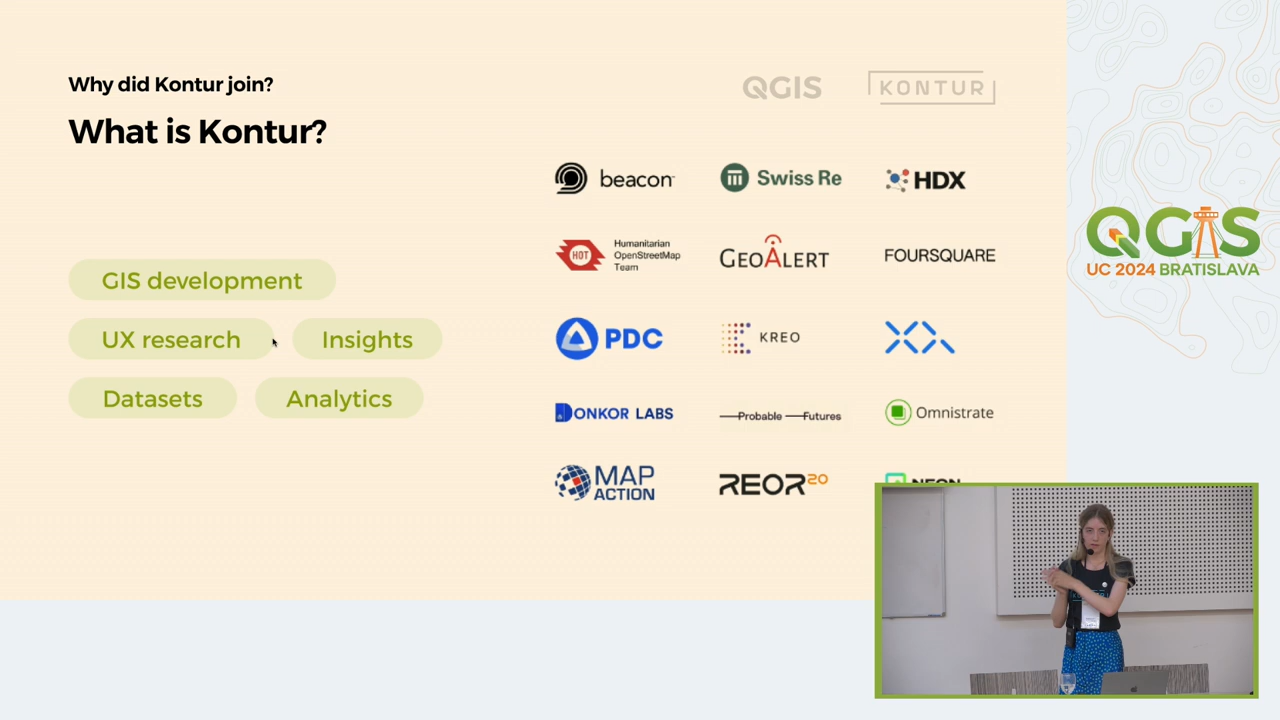 Why did Kontur join?
What is Kontur?
QGIS
KONTUR
GIS development
UX research
Insights
Datasets
Analytics
beacon
Swiss Re
HDX
HOT
Humanitarian
OpenStreetMap
Team
GEOALERT
FOURSQUARE
PDC
KREO
DONKOR LABS
Probable Futures
Omnistrate
MAP
ACTION
REOR20
QGIS
UC 2024 BRATISLAVA